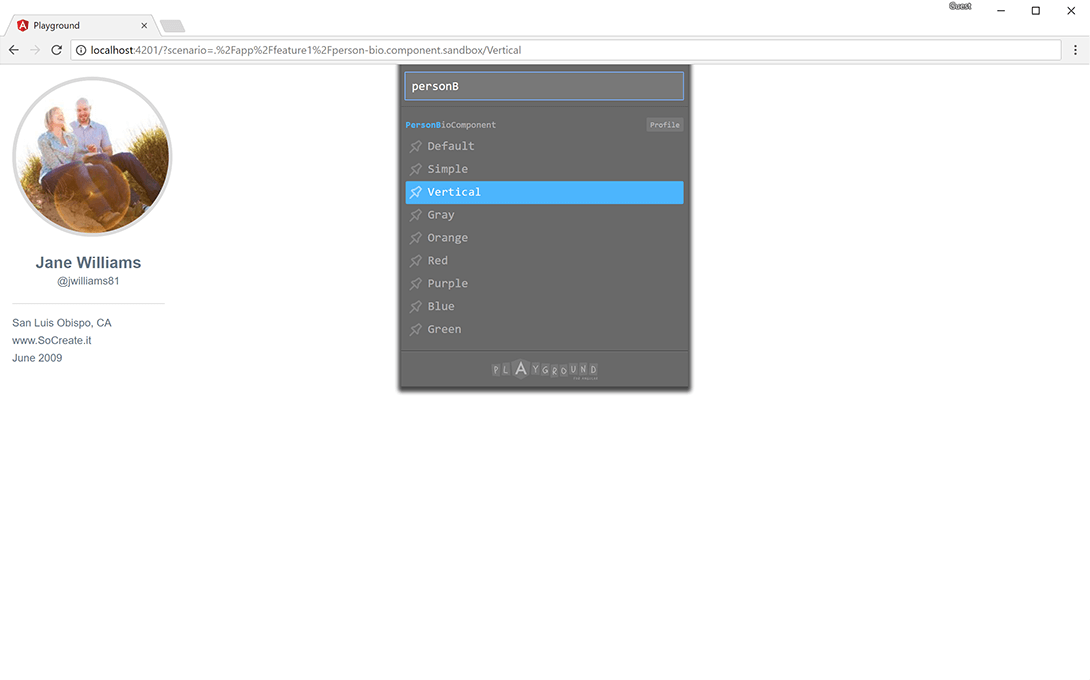 Guest
Playground
localhost:4201/?scenario=.%2Fapp%2Ffeature1%2Fperson-bio.component.sandbox/Vertical
personB
PersonBioComponent Profile
Default
Simple
Vertical
Gray
Orange
Red
Purple
Blue
Green
PLAYGROUND
Jane Williams
@jwilliams81
San Luis Obispo, CA
www.SoCreate.it
June 2009